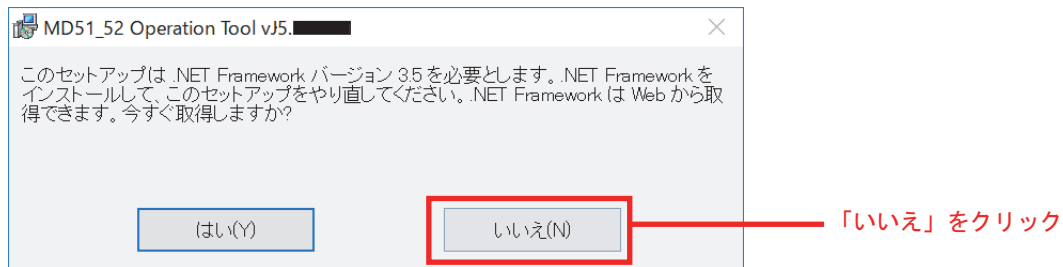 MD51_52 Operation Tool vJ5.
このセットアップは .NET Framework バージョン 3.5 を必要とします。.NET Framework を
インストールして、このセットアップをやり直してください。.NET Framework は Web から取
得できます。今すぐ取得しますか?
はい(Y)
いいえ(N)
「いいえ」をクリック